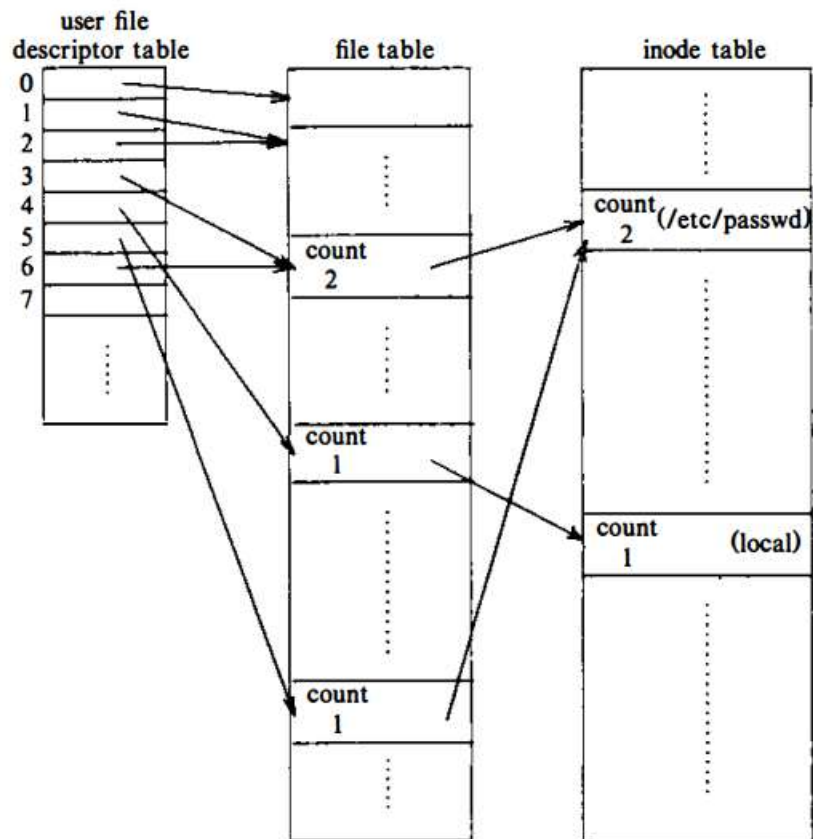 user file
descriptor table
file table
inode table
0
1
2
3
4
5
6
7
count
2
count
1
count
1
count
2 (/etc/passwd)
count
1 (local)